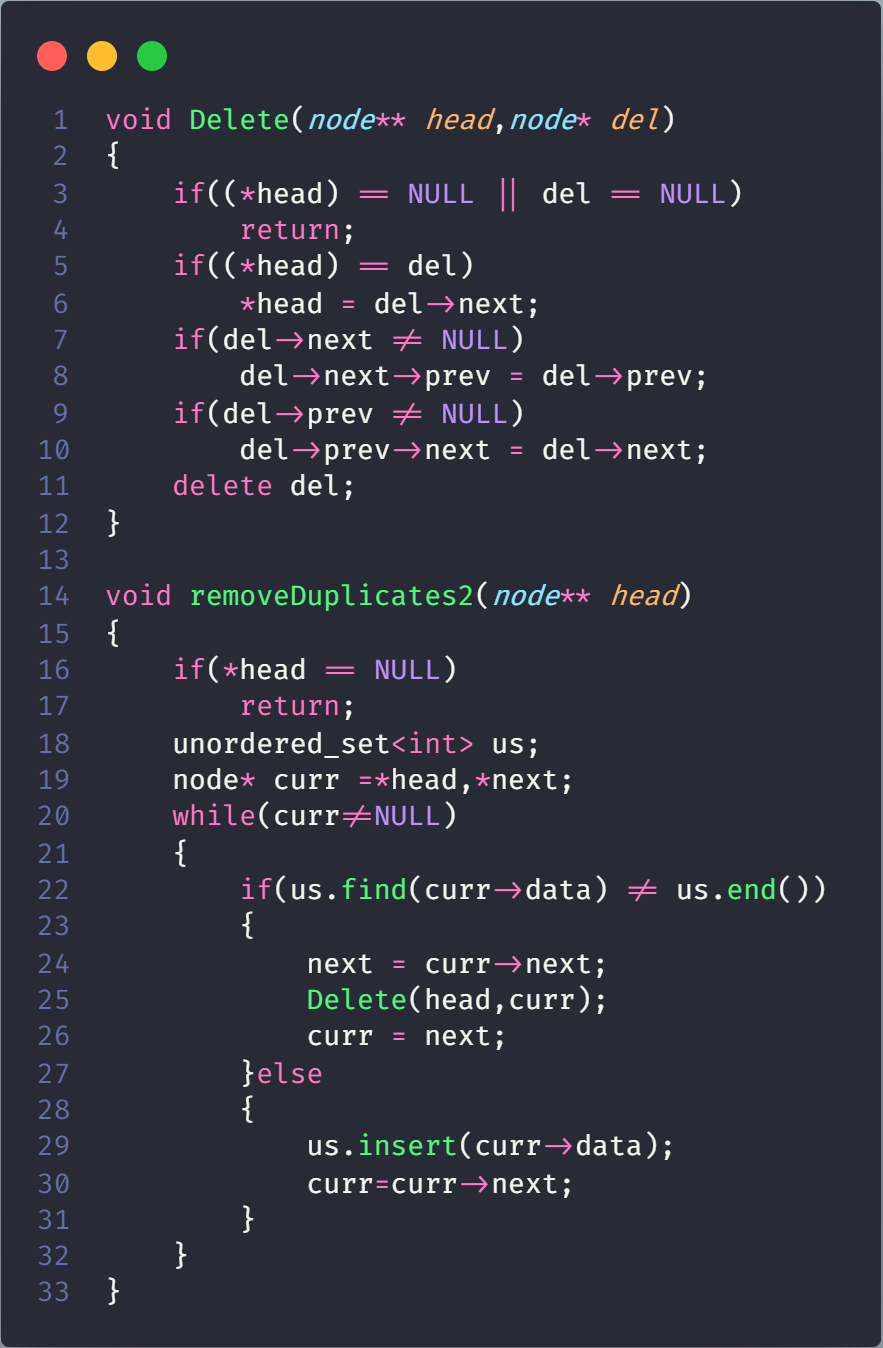 1 void Delete(node** head,node* del)
2 {
3     if((*head) == NULL || del == NULL)
4         return;
5     if((*head) == del)
6         *head = del->next;
7     if(del->next != NULL)
8         del->next->prev = del->prev;
9     if(del->prev != NULL)
10         del->prev->next = del->next;
11     delete del;
12 }
13
14 void removeDuplicates2(node** head)
15 {
16     if(*head == NULL)
17         return;
18     unordered_set<int> us;
19     node* curr =*head,*next;
20     while(curr!=NULL)
21     {
22         if(us.find(curr->data) != us.end())
23         {
24             next = curr->next;
25             Delete(head,curr);
26             curr = next;
27         }else
28         {
29             us.insert(curr->data);
30             curr=curr->next;
31         }
32     }
33 }